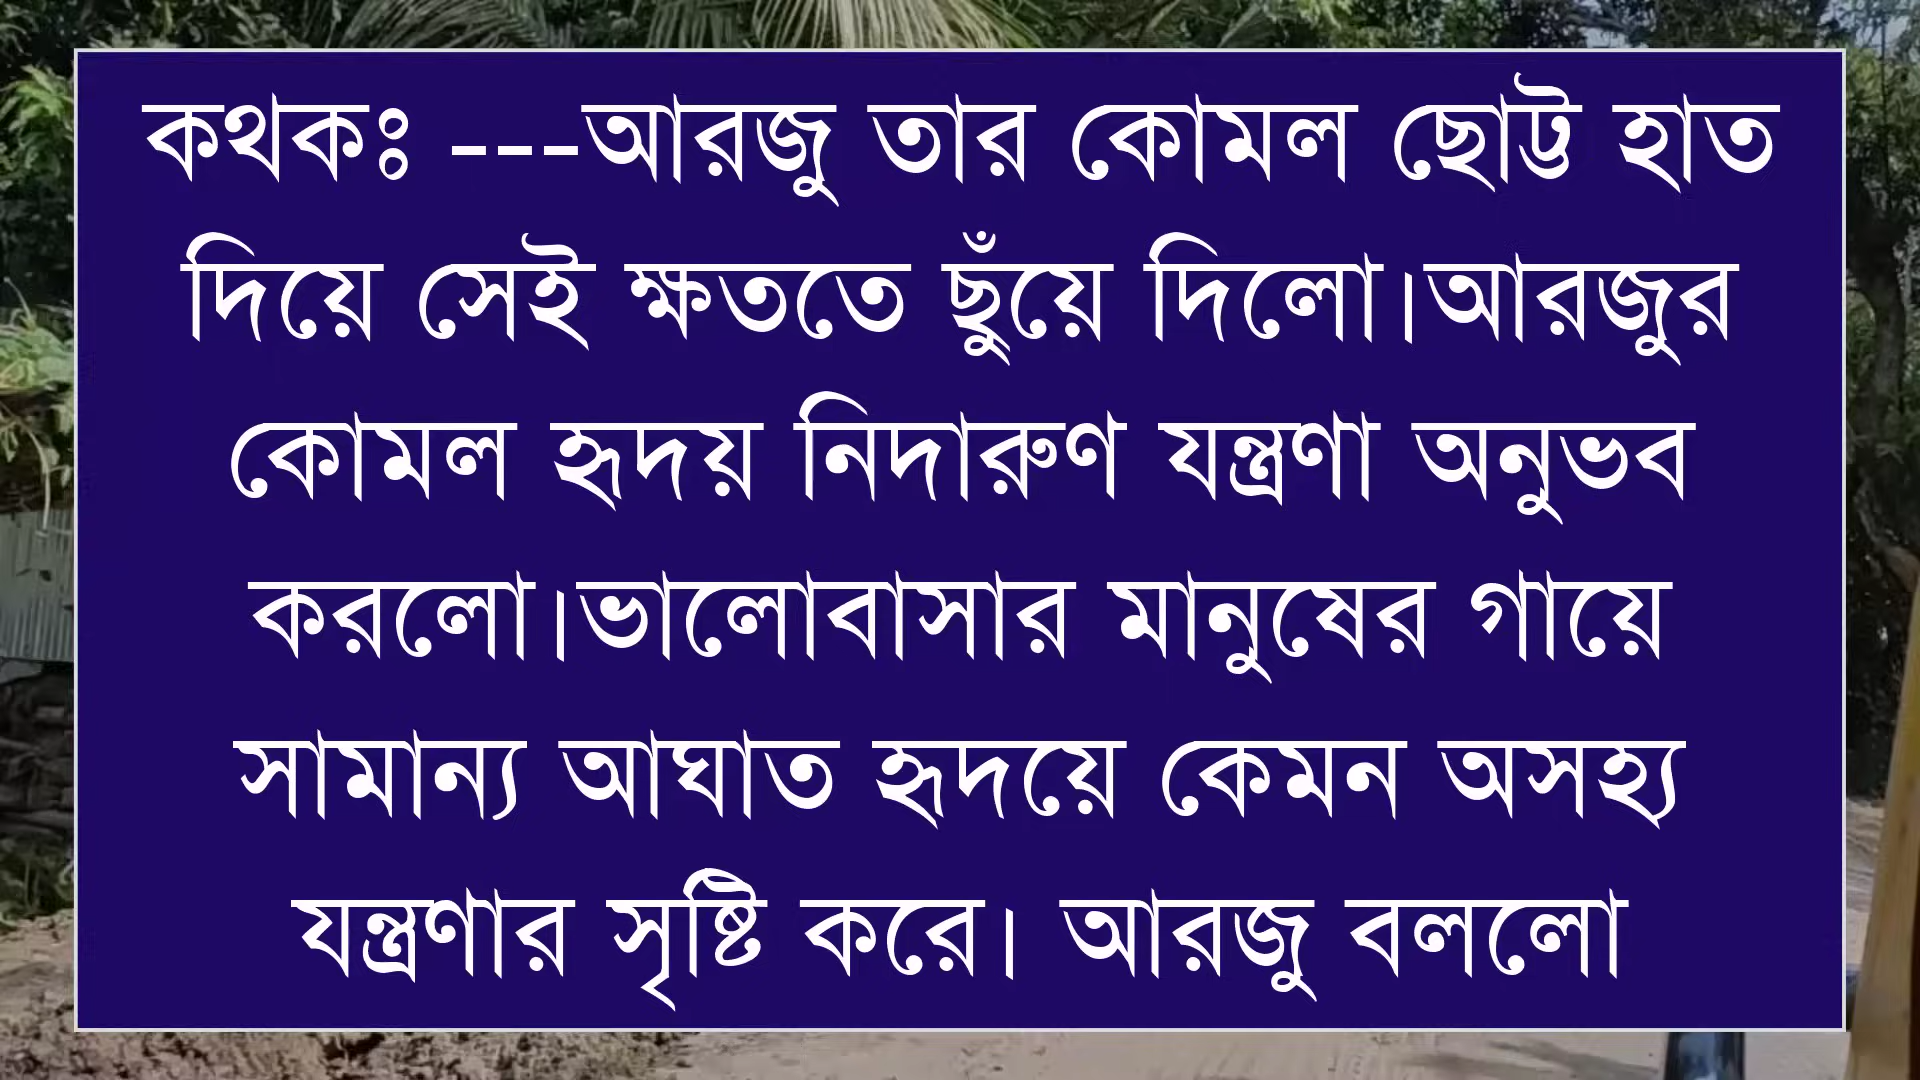 কথকঃ ---আরজু তার কোমল ছোট্ট হাত
দিয়ে সেই ক্ষততে ছুঁয়ে দিলো।আরজুর
কোমল হৃদয় নিদারুণ যন্ত্রণা অনুভব
করলো।ভালোবাসার মানুষের গায়ে
সামান্য আঘাত হৃদয়ে কেমন অসহ্য
যন্ত্রণার সৃষ্টি করে। আরজু বললো